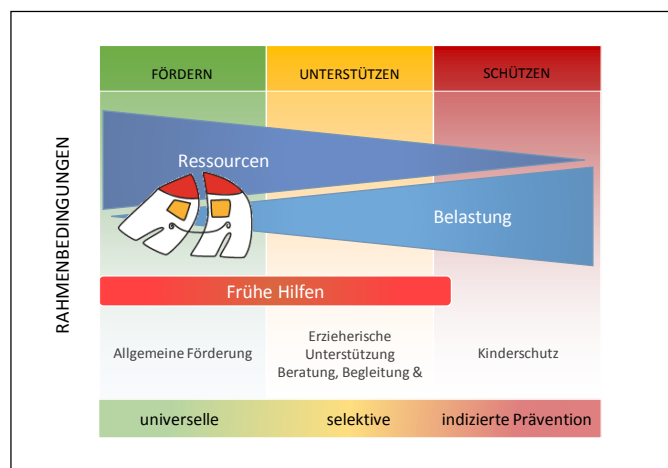 FÖRDERN
UNTERSTÜTZEN
SCHÜTZEN
RAHMENBEDINGUNGEN
Ressourcen
Belastung
Frühe Hilfen
Allgemeine Förderung
Erzieherische
Unterstützung
Beratung, Begleitung &
Kinderschutz
universelle
selektive
indizierte Prävention